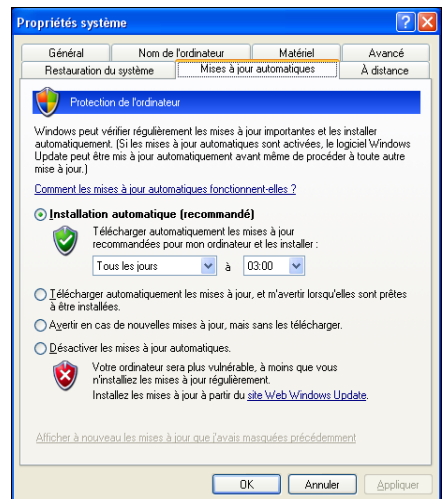 Propriétés système
Général Nom de l'ordinateur Matériel Avancé
Restauration du système Mises à jour automatiques À distance
Protection de l'ordinateur
Windows peut vérifier régulièrement les mises à jour importantes et les installer
automatiquement. (Si les mises à jour automatiques sont activées, le logiciel Windows
Update peut être mis à jour automatiquement avant même de procéder à toute autre
mise à jour.)
Comment les mises à jour automatiques fonctionnent-elles ?
Installation automatique (recommandé)
Télécharger automatiquement les mises à jour
recommandées pour mon ordinateur et les installer :
Tous les jours à 03:00
Télécharger automatiquement les mises à jour, et m'avertir lorsqu'elles sont prêtes
à être installées.
Avertir en cas de nouvelles mises à jour, mais sans les télécharger.
Désactiver les mises à jour automatiques.
Votre ordinateur sera plus vulnérable, à moins que vous
n'installiez les mises à jour régulièrement.
Installez les mises à jour à partir du site Web Windows Update.
Afficher à nouveau les mises à jour que j'avais masquées précédemment
OK Annuler Appliquer